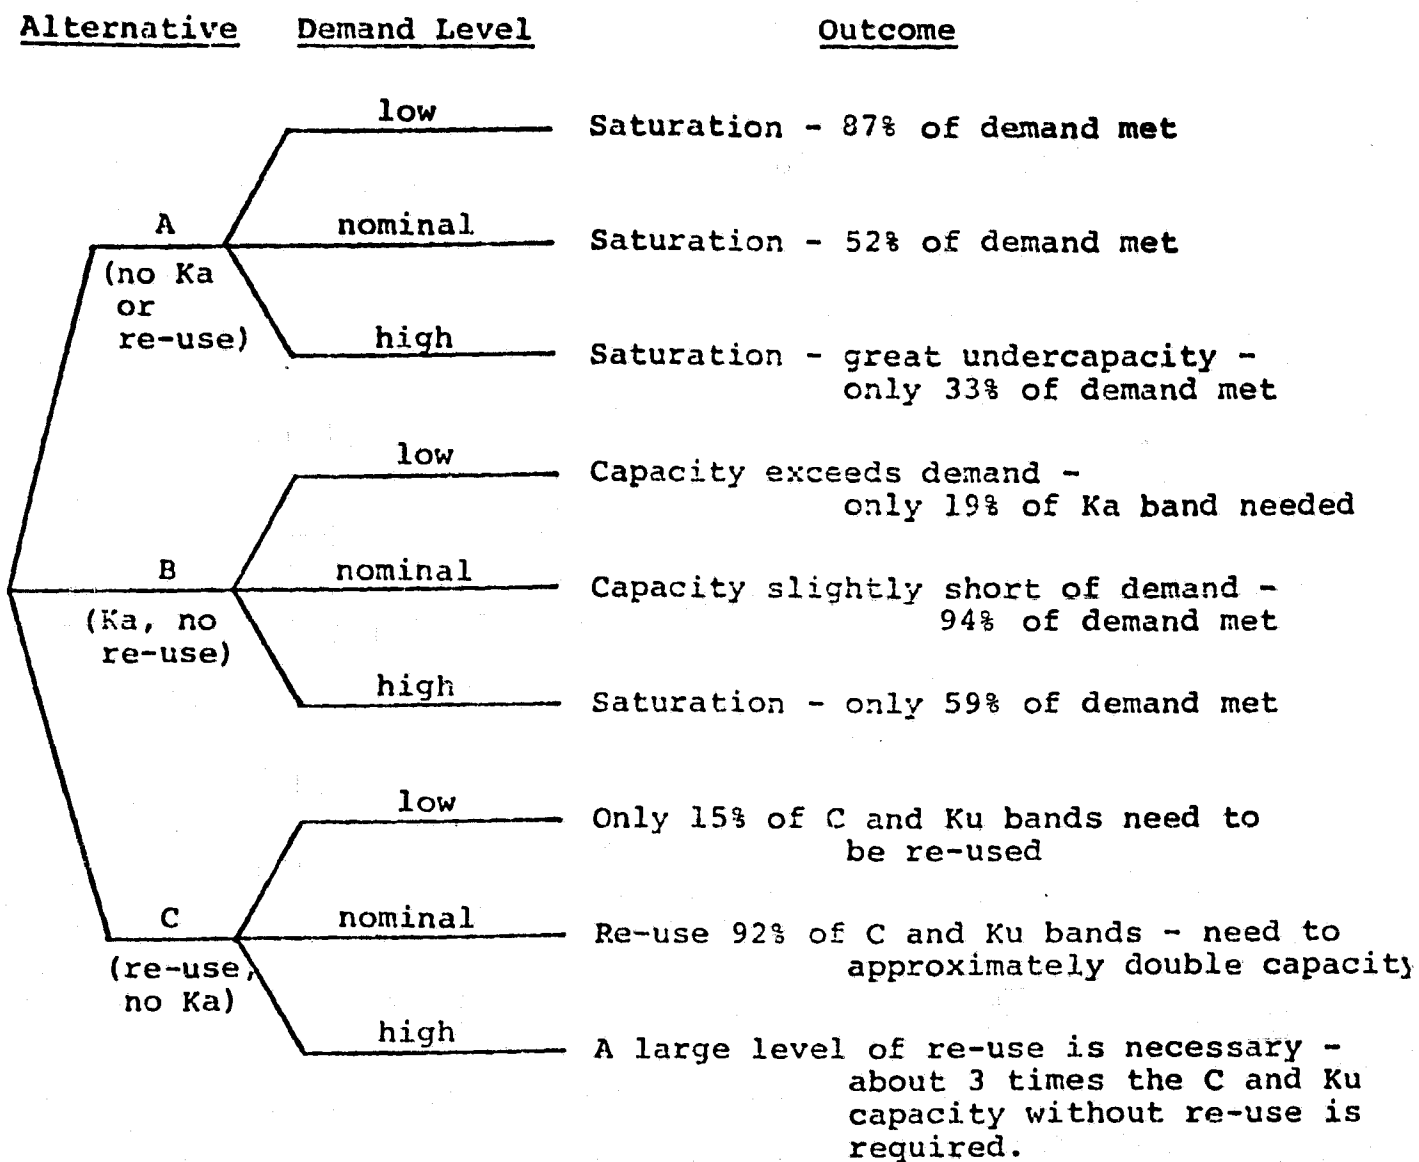 Alternative Demand Level Outcome
low Saturation - 87% of demand met
A nominal Saturation - 52% of demand met
(no Ka
or
re-use)
high Saturation - great undercapacity -
only 33% of demand met
low Capacity exceeds demand -
only 19% of Ka band needed
B nominal Capacity slightly short of demand -
(Ka, no 94% of demand met
re-use)
high Saturation - only 59% of demand met
low Only 15% of C and Ku bands need to
be re-used
C nominal Re-use 92% of C and Ku bands - need to
(re-use, approximately double capacity
no Ka)
high A large level of re-use is necessary -
about 3 times the C and Ku
capacity without re-use is
required.